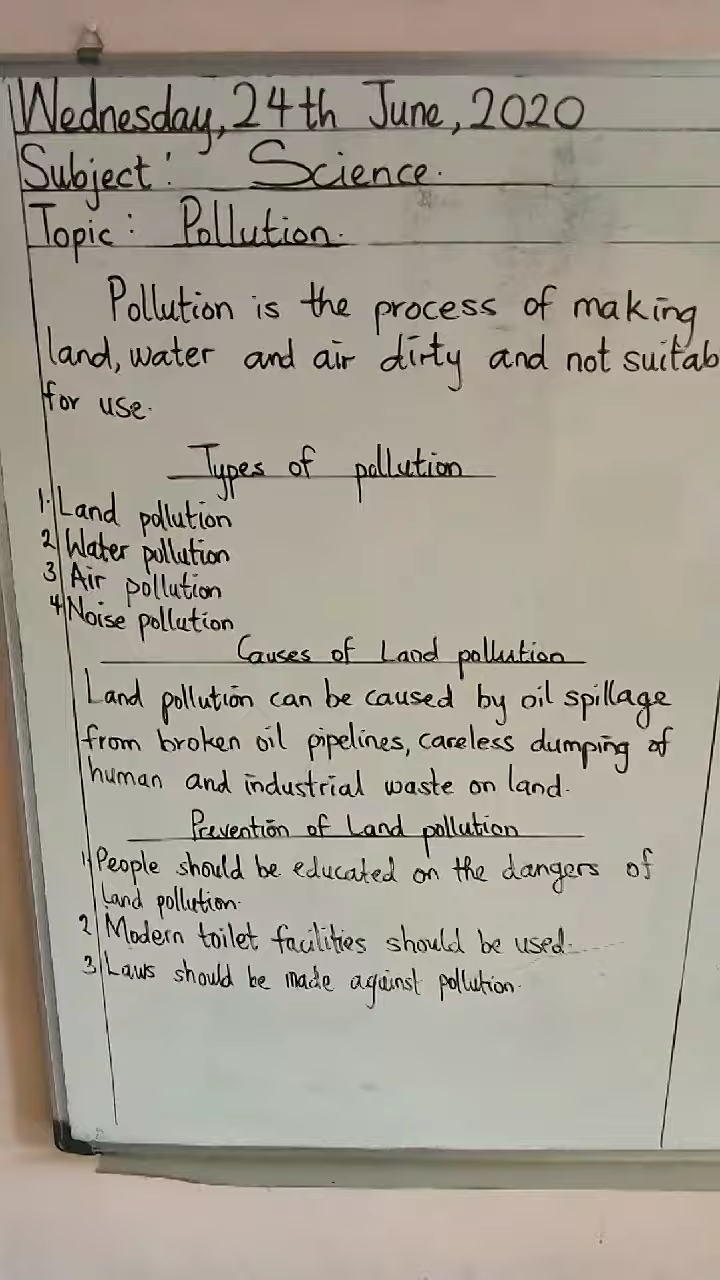 Wednesday, 24th June, 2020
Subject: Science.
Topic: Pollution.
Pollution is the process of making
land, water and air dirty and not suitab
for use.
Types of pollution
1. Land pollution
2 Water pollution
3 Air pollution
4 Noise pollution
Causes of Land pollution
Land pollution can be caused by oil spillage
from broken oil pipelines, careless dumping of
human and industrial waste on land.
Prevention of Land pollution
1 People should be educated on the dangers of
Land pollution.
2 Modern toilet facilities should be used.
3 Laws should be made against pollution.